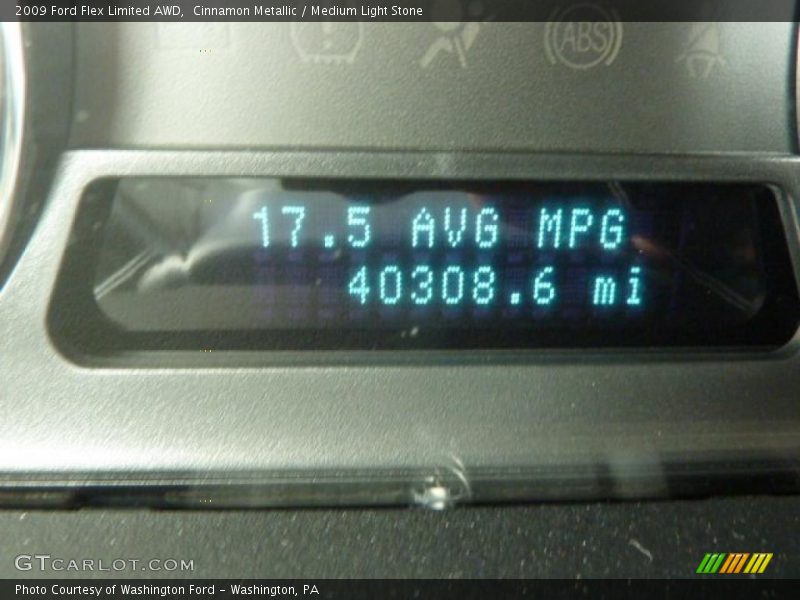 2009 Ford Flex Limited AWD,  Cinnamon Metallic / Medium Light Stone
ABS
17.5 AVG MPG
40308.6 mi
GTCARLOT.COM
Photo Courtesy of Washington Ford - Washington, PA